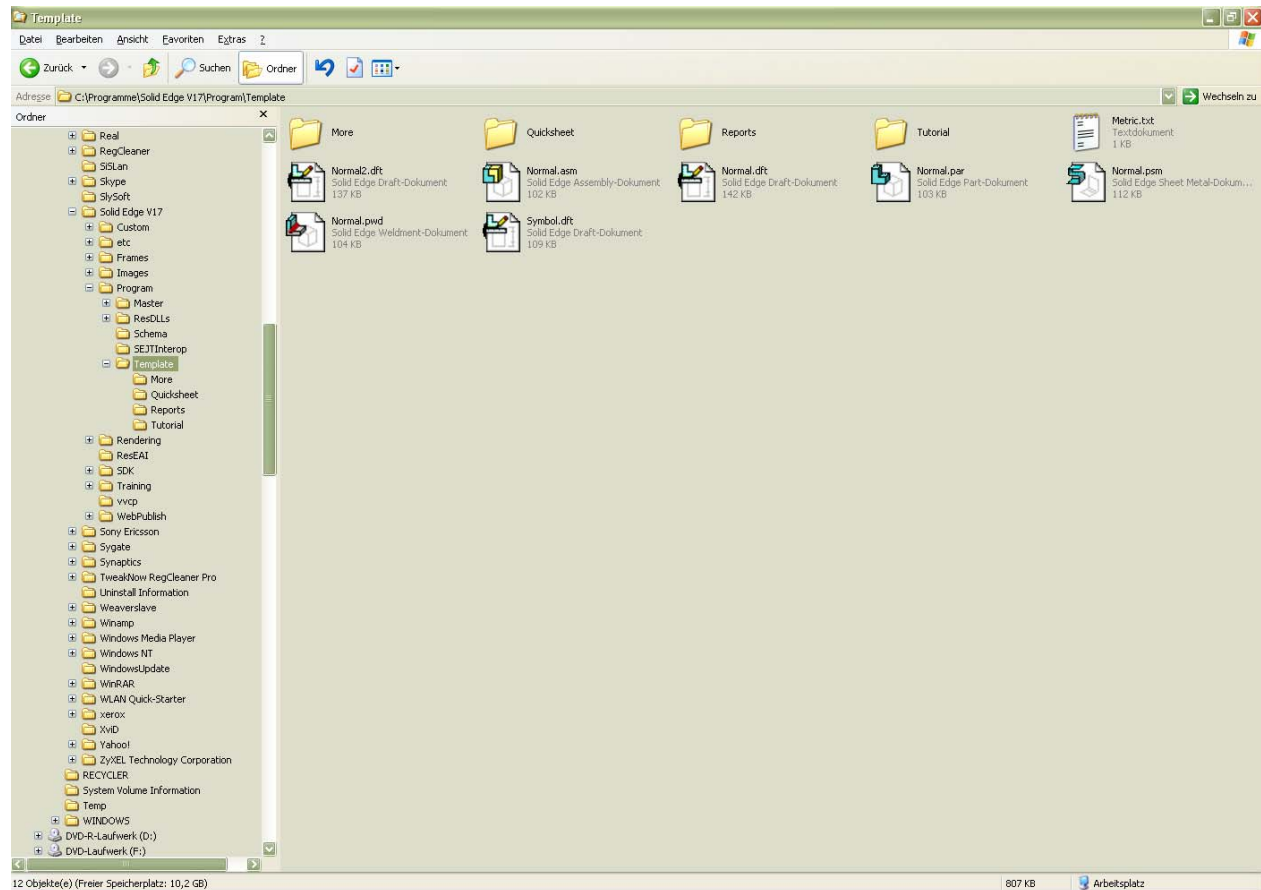 Template
Datei Bearbeiten Ansicht Favoriten Extras ?
Zurück Suchen Ordner
Adresse C:\Programme\Solid Edge V17\Program\Template Wechseln zu
Ordner
Real
RegCleaner
SiSLan
Skype
SlySoft
Solid Edge V17
Custom
etc
Frames
Images
Program
Master
ResDLLs
Schema
SEJTInterop
Template
More
Quicksheet
Reports
Tutorial
Rendering
ResEAI
SDK
Training
vvcp
WebPublish
Sony Ericsson
Sygate
Synaptics
TweakNow RegCleaner Pro
Uninstall Information
Weaverslave
Winamp
Windows Media Player
Windows NT
WindowsUpdate
WinRAR
WLAN Quick-Starter
xerox
XviD
Yahoo!
ZyXEL Technology Corporation
RECYCLER
System Volume Information
Temp
WINDOWS
DVD-R-Laufwerk (D:)
DVD-Laufwerk (F:)
More
Quicksheet
Reports
Tutorial
Metric.txt
Textdokument
1 KB
Normal2.dft
Solid Edge Draft-Dokument
137 KB
Normal.asm
Solid Edge Assembly-Dokument
102 KB
Normal.dft
Solid Edge Draft-Dokument
142 KB
Normal.par
Solid Edge Part-Dokument
103 KB
Normal.psm
Solid Edge Sheet Metal-Dokum...
112 KB
Normal.pwd
Solid Edge Weldment-Dokument
104 KB
Symbol.dft
Solid Edge Draft-Dokument
109 KB
12 Objekte(e) (Freier Speicherplatz: 10,2 GB) 807 KB Arbeitsplatz